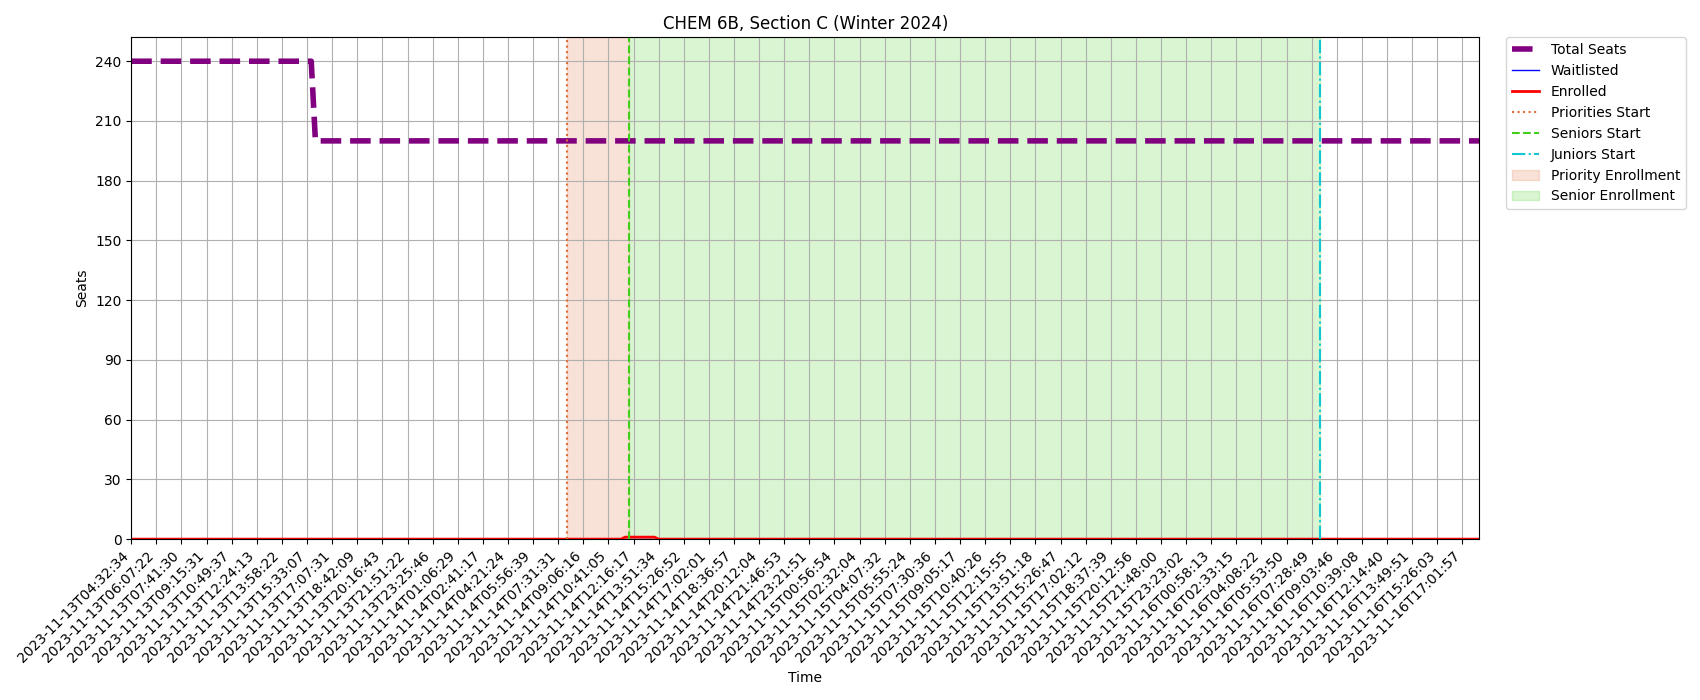 CHEM 6B, Section C (Winter 2024)
Total Seats
Waitlisted
Enrolled
Priorities Start
Seniors Start
Juniors Start
Priority Enrollment
Senior Enrollment
Seats
240
210
180
150
120
90
60
30
0
2023-11-13T04:32:34
2023-11-13T06:07:22
2023-11-13T07:41:30
2023-11-13T09:15:31
2023-11-13T10:49:37
2023-11-13T12:24:13
2023-11-13T13:58:22
2023-11-13T15:33:07
2023-11-13T17:07:31
2023-11-13T18:42:09
2023-11-13T20:16:43
2023-11-13T21:51:22
2023-11-13T23:25:46
2023-11-14T01:06:29
2023-11-14T02:41:17
2023-11-14T04:21:24
2023-11-14T05:56:39
2023-11-14T07:31:31
2023-11-14T09:06:16
2023-11-14T10:41:05
2023-11-14T12:16:17
2023-11-14T13:51:34
2023-11-14T15:26:52
2023-11-14T17:02:01
2023-11-14T18:36:57
2023-11-14T20:12:04
2023-11-14T21:46:53
2023-11-14T23:21:51
2023-11-15T00:56:54
2023-11-15T02:32:04
2023-11-15T04:07:32
2023-11-15T05:55:24
2023-11-15T07:30:36
2023-11-15T09:05:17
2023-11-15T10:40:26
2023-11-15T12:15:55
2023-11-15T13:51:18
2023-11-15T15:26:47
2023-11-15T17:02:12
2023-11-15T18:37:39
2023-11-15T20:12:56
2023-11-15T21:48:00
2023-11-15T23:23:02
2023-11-16T00:58:13
2023-11-16T02:33:15
2023-11-16T04:08:22
2023-11-16T05:53:50
2023-11-16T07:28:49
2023-11-16T09:03:46
2023-11-16T10:39:08
2023-11-16T12:14:40
2023-11-16T13:49:51
2023-11-16T15:26:03
2023-11-16T17:01:57
Time